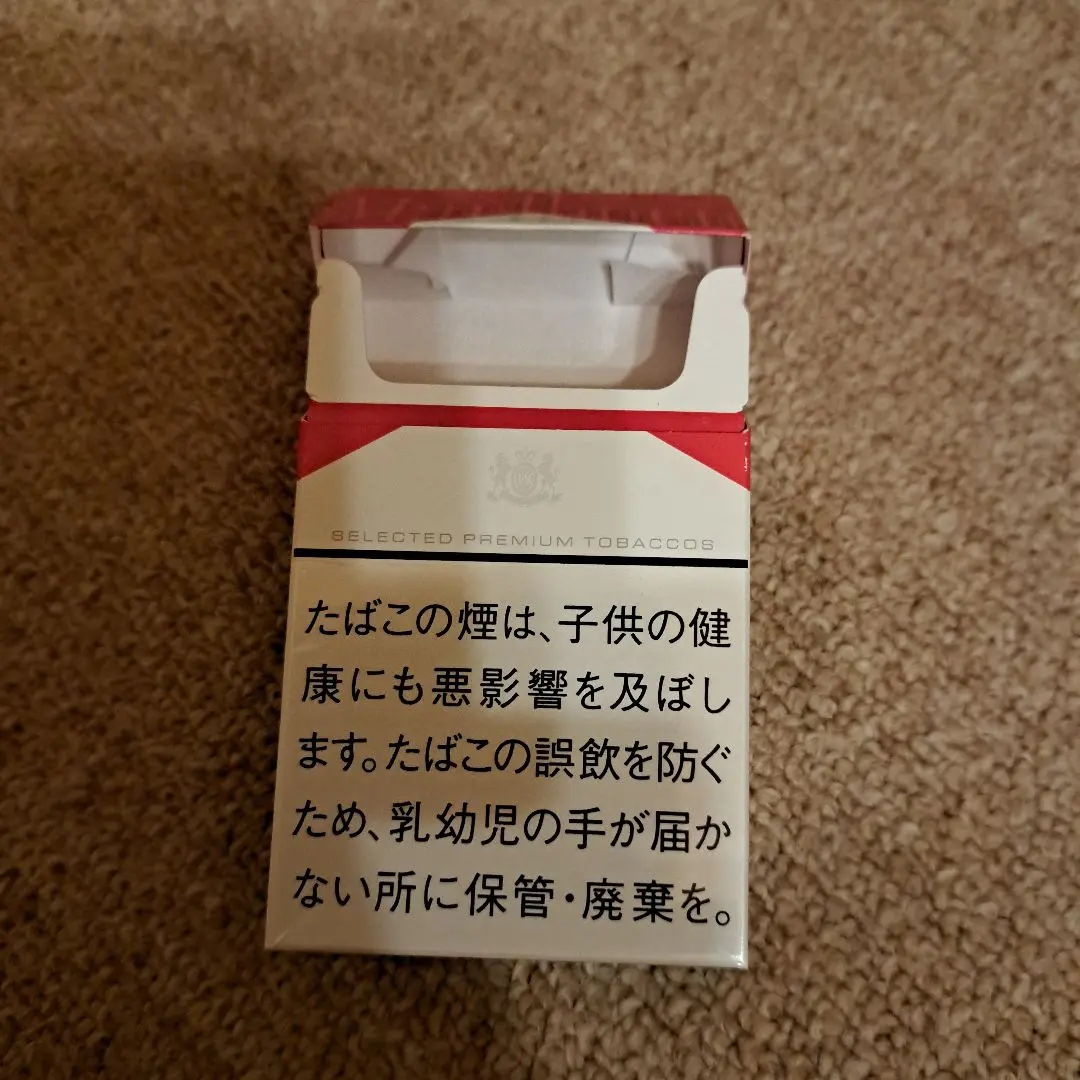 SELECTED PREMIUM TOBACCOS
たばこの煙は、子供の健
康にも悪影響を及ぼし
ます。たばこの誤飲を防ぐ
ため、乳幼児の手が届か
ない所に保管・廃棄を。